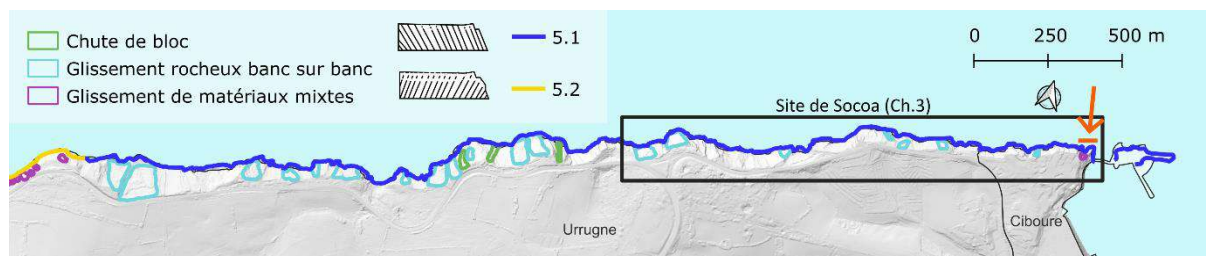 Chute de bloc
Glissement rocheux banc sur banc
Glissement de matériaux mixtes
5.1
5.2
0 250 500 m
Site de Socoa (Ch.3)
Urrugne
Ciboure